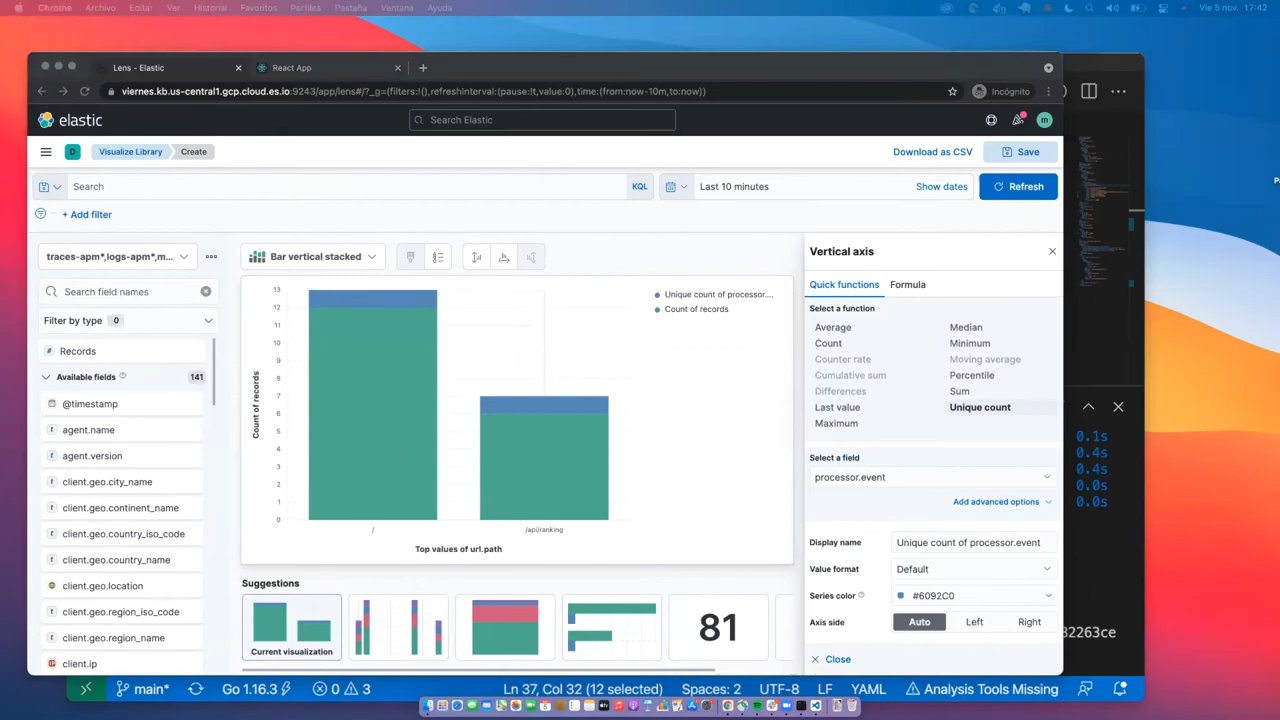 Chrome Archivo Editar Ver Historial Favoritos Perfiles Pestaña Ventana Ayuda Vie 5 nov. 17:42
Lens - Elastic React App
viernes.kb.us-central1.gcp.cloud.es.io:9243/app/lens#/?_g=(filters:!(),refreshInterval:(pause:!t,value:0),time:(from:now-10m,to:now)) Incógnito
elastic Search Elastic m
D Visualize Library Create Download as CSV Save
Search KQL Last 10 minutes Show dates Refresh
+ Add filter
traces-apm*,logs-apm*,m... Bar vertical stacked
Search field names
Filter by type 0
Records
Available fields 141
@timestamp
agent.name
agent.version
client.geo.city_name
client.geo.continent_name
client.geo.country_iso_code
client.geo.country_name
client.geo.location
client.geo.region_iso_code
client.geo.region_name
client.ip
13
12
11
10
9
8
7
6
5
4
3
2
1
0
Count of records
/ /api/ranking
Top values of url.path
Unique count of processor....
Count of records
Suggestions
Current visualization
81
Vertical axis
Quick functions Formula
Select a function
Average Median
Count Minimum
Counter rate Moving average
Cumulative sum Percentile
Differences Sum
Last value Unique count
Maximum
Select a field
processor.event
Add advanced options
Display name Unique count of processor.event
Value format Default
Series color #6092C0
Axis side Auto Left Right
Close
0.1s
0.4s
0.4s
0.0s
0.0s
32263ce
main* Go 1.16.3 0 3 Ln 37, Col 32 (12 selected) Spaces: 2 UTF-8 LF YAML Analysis Tools Missing